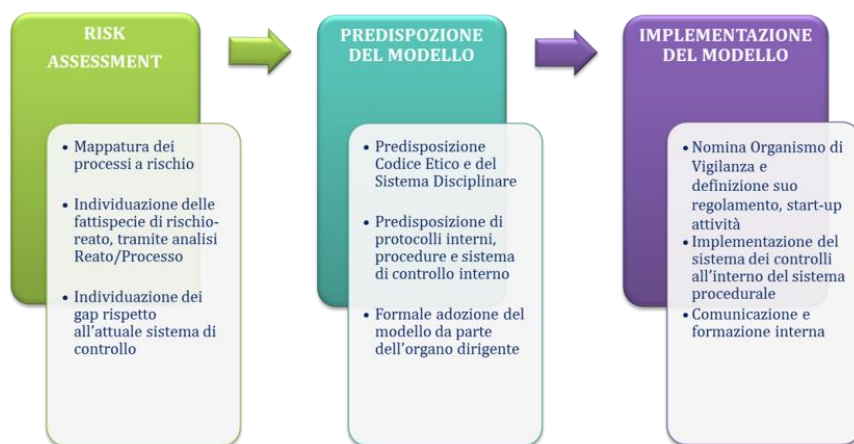 RISK
ASSESSMENT
• Mappatura dei
processi a rischio
• Individuazione delle
fattispecie di rischio-
reato, tramite analisi
Reato/Processo
• Individuazione dei
gap rispetto
all'attuale sistema di
controllo
PREDISPOZIONE
DEL MODELLO
• Predisposizione
Codice Etico e del
Sistema Disciplinare
• Predisposizione di
protocolli interni,
procedure e sistema
di controllo interno
• Formale adozione del
modello da parte
dell'organo dirigente
IMPLEMENTAZIONE
DEL MODELLO
• Nomina Organismo di
Vigilanza e
definizione suo
regolamento, start-up
attività
• Implementazione del
sistema dei controlli
all'interno del sistema
procedurale
• Comunicazione e
formazione interna